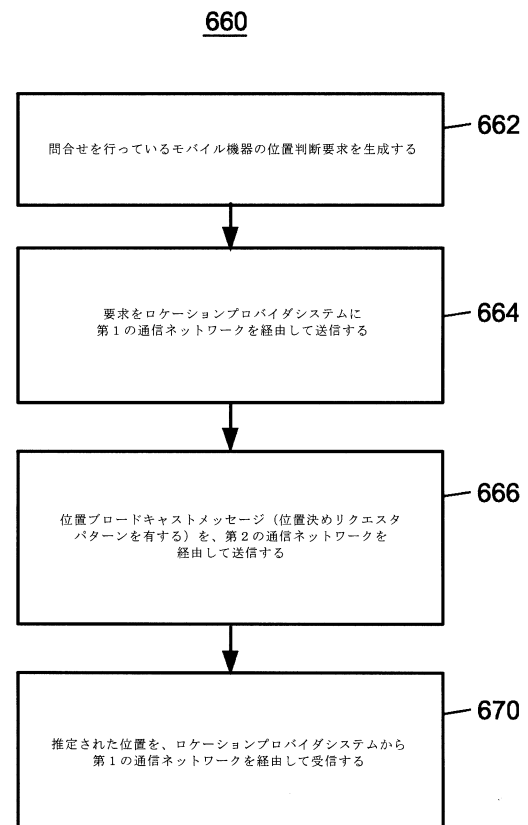 660
問合せを行っているモバイル機器の位置判断要求を生成する
662
要求をロケーションプロバイダシステムに
第1の通信ネットワークを経由して送信する
664
位置ブロードキャストメッセージ（位置決めリクエスタ
パターンを有する）を、第2の通信ネットワークを
経由して送信する
666
推定された位置を、ロケーションプロバイダシステムから
第1の通信ネットワークを経由して受信する
670